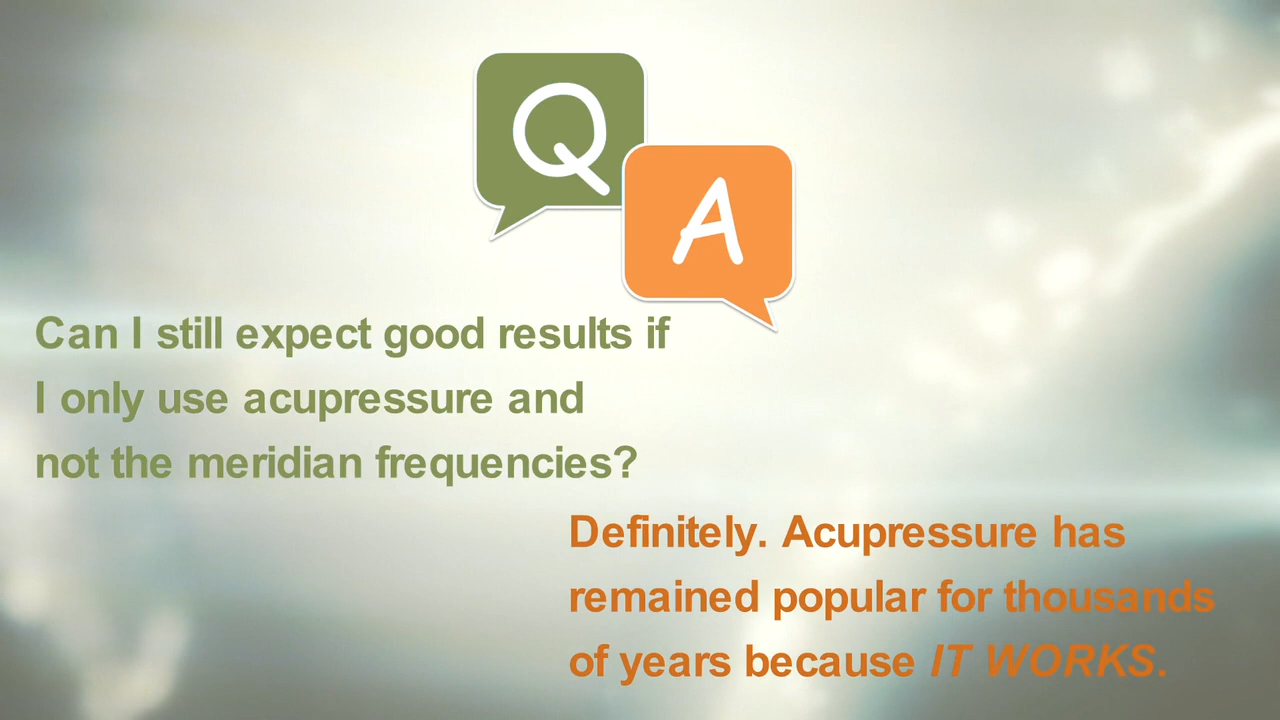 Q
A
Can I still expect good results if
I only use acupressure and
not the meridian frequencies?
Definitely. Acupressure has
remained popular for thousands
of years because IT WORKS.